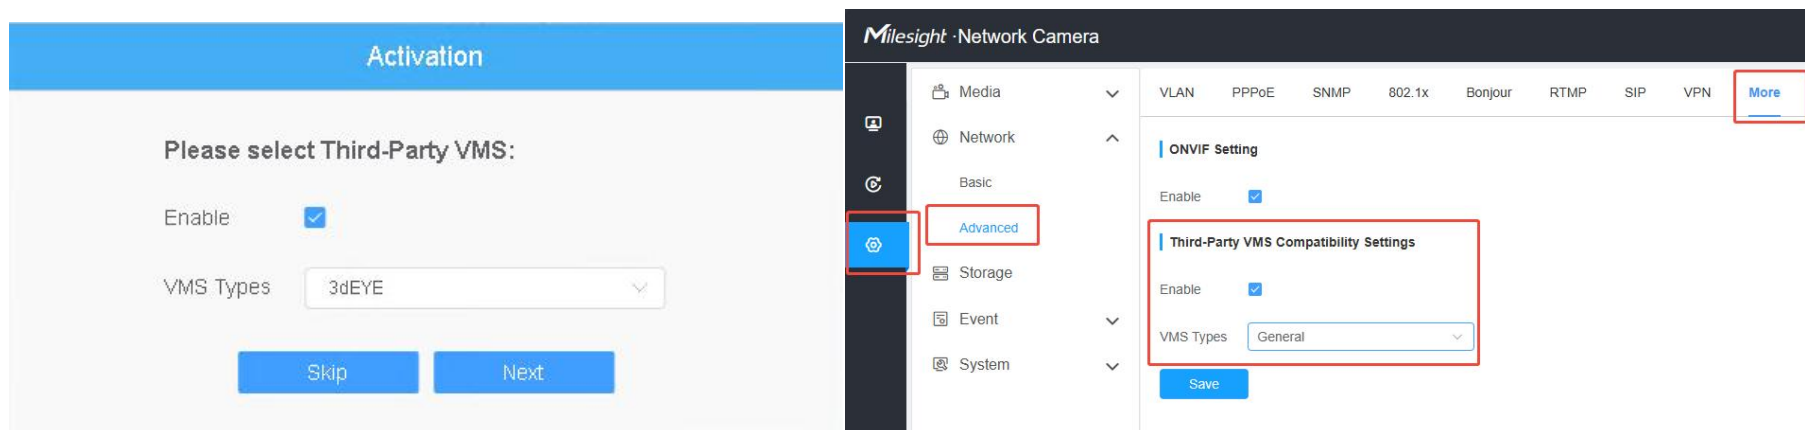 Activation
Please select Third-Party VMS:
Enable
VMS Types 3dEYE
Skip Next
Milesight ·Network Camera
Media
Network
Basic
Advanced
Storage
Event
System
VLAN PPPoE SNMP 802.1x Bonjour RTMP SIP VPN More
ONVIF Setting
Enable
Third-Party VMS Compatibility Settings
Enable
VMS Types General
Save